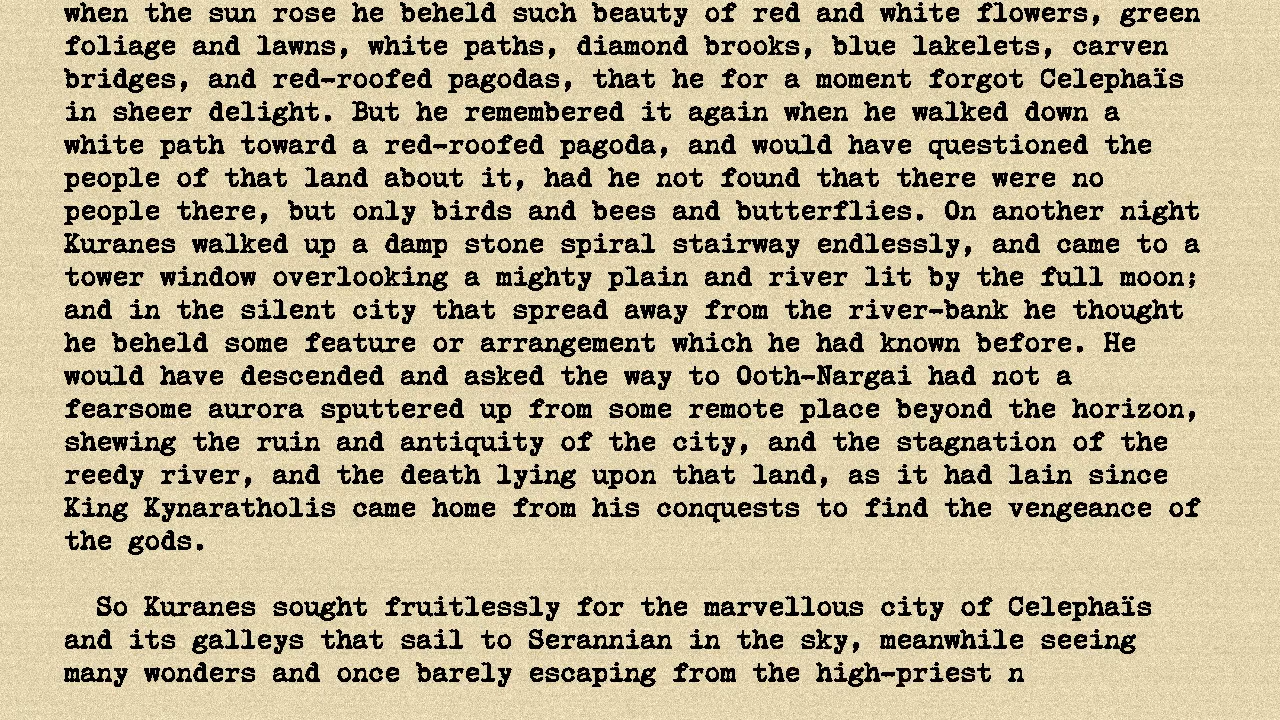 when the sun rose he beheld such beauty of red and white flowers, green
foliage and lawns, white paths, diamond brooks, blue lakelets, carven
bridges, and red-roofed pagodas, that he for a moment forgot Celephaïs
in sheer delight. But he remembered it again when he walked down a
white path toward a red-roofed pagoda, and would have questioned the
people of that land about it, had he not found that there were no
people there, but only birds and bees and butterflies. On another night
Kuranes walked up a damp stone spiral stairway endlessly, and came to a
tower window overlooking a mighty plain and river lit by the full moon;
and in the silent city that spread away from the river-bank he thought
he beheld some feature or arrangement which he had known before. He
would have descended and asked the way to Ooth-Nargai had not a
fearsome aurora sputtered up from some remote place beyond the horizon,
shewing the ruin and antiquity of the city, and the stagnation of the
reedy river, and the death lying upon that land, as it had lain since
King Kynaratholis came home from his conquests to find the vengeance of
the gods.

So Kuranes sought fruitlessly for the marvellous city of Celephaïs
and its galleys that sail to Serannian in the sky, meanwhile seeing
many wonders and once barely escaping from the high-priest n